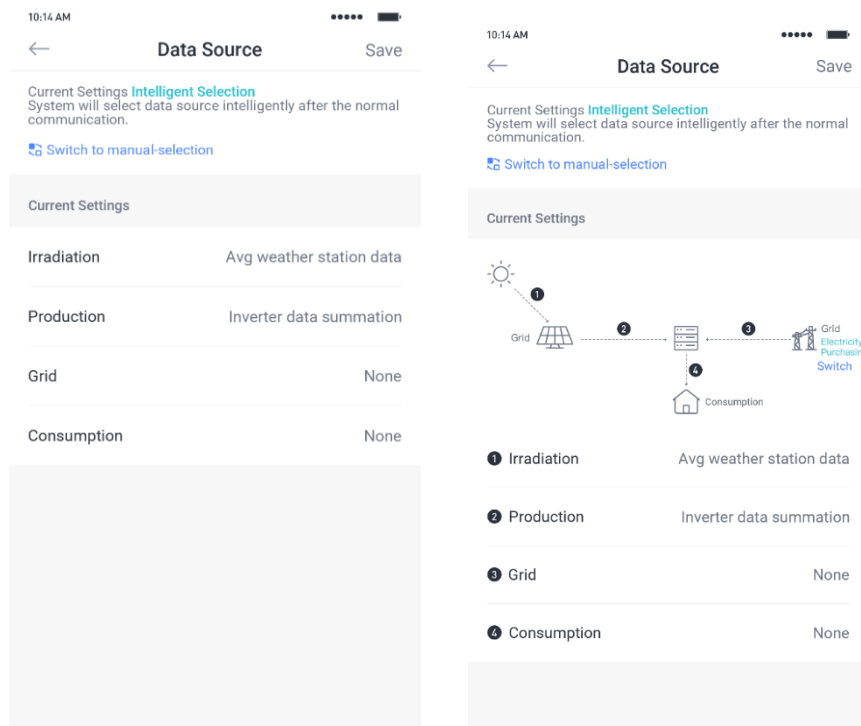 10:14 AM
Data Source
Save
Current Settings Intelligent Selection
System will select data source intelligently after the normal
communication.
Switch to manual-selection
Current Settings
Irradiation Avg weather station data
Production Inverter data summation
Grid None
Consumption None
10:14 AM
Data Source
Save
Current Settings Intelligent Selection
System will select data source intelligently after the normal
communication.
Switch to manual-selection
Current Settings
1
Grid
2
3
Grid
Electricity
Purchasin
Switch
4
Consumption
1 Irradiation Avg weather station data
2 Production Inverter data summation
3 Grid None
4 Consumption None